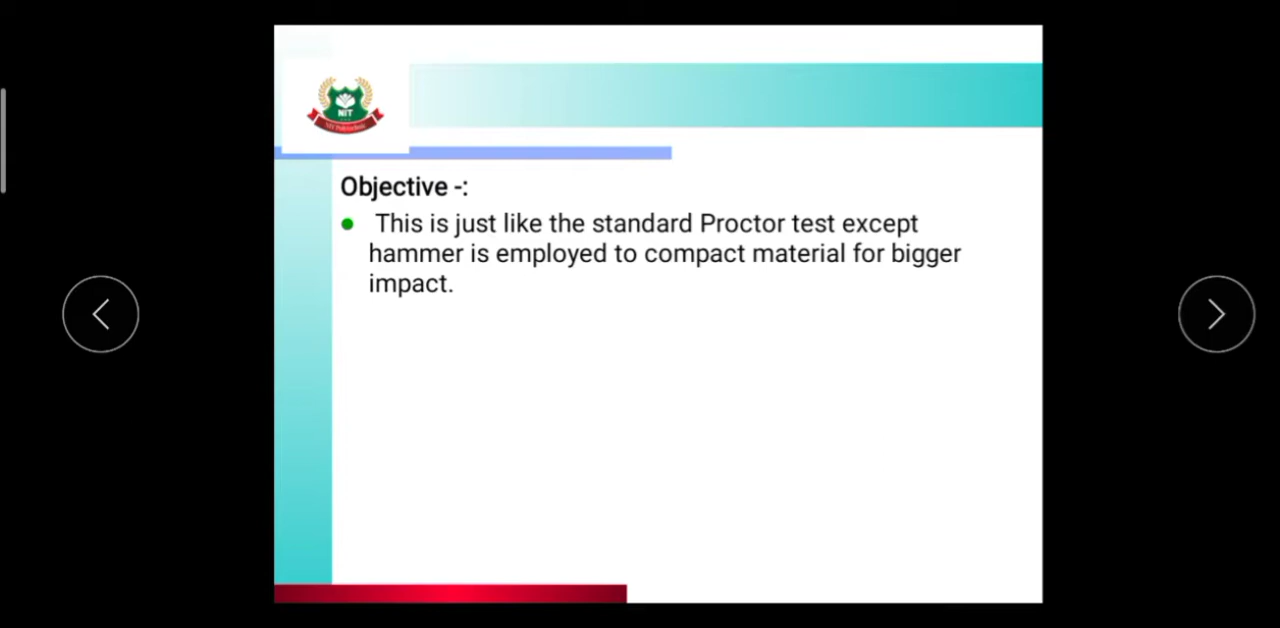 NIT
Objective -:
This is just like the standard Proctor test except
hammer is employed to compact material for bigger
impact.